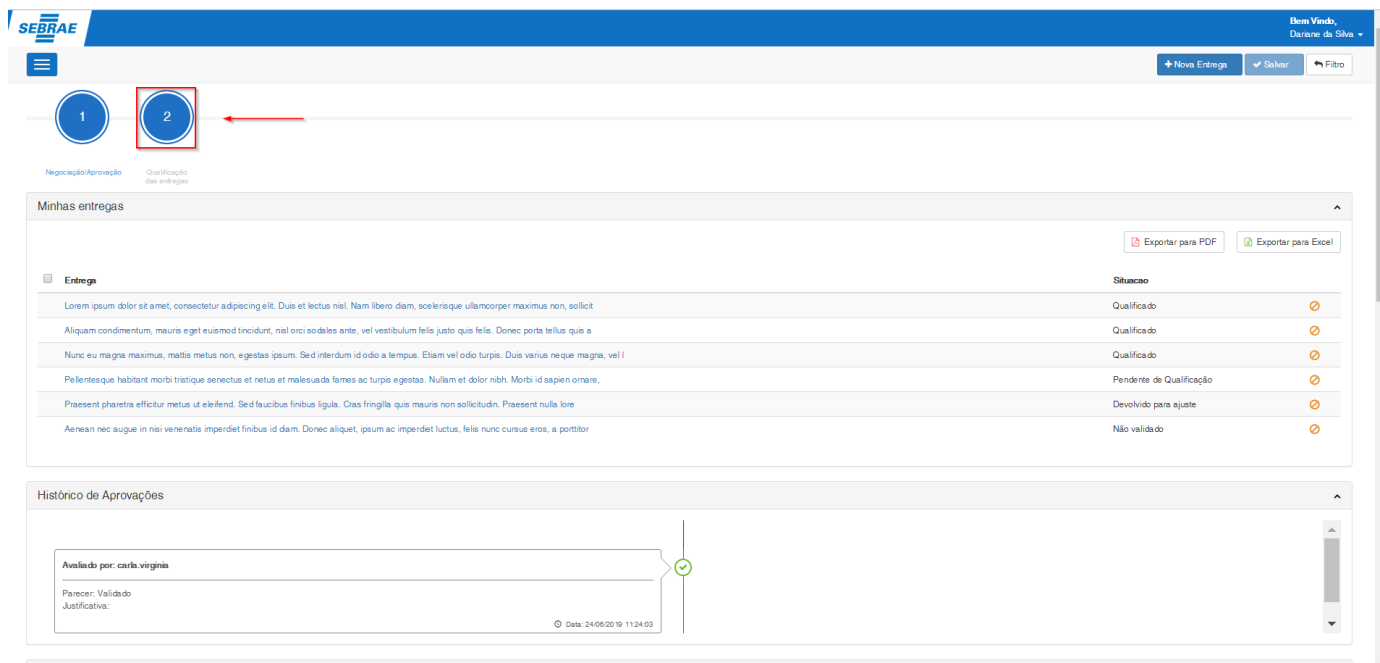 SEBRAE
Bem Vindo,
Dariane da Silva
Nova Entrega
Salvar
Filtro
1
2
Negociação/Aprovação
Qualificação
das entregas
Minhas entregas
Exportar para PDF
Exportar para Excel
Entrega
Situacao
Lorem ipsum dolor sit amet, consectetur adipiscing elit. Duis et lectus nisl. Nam libero diam, scelerisque ullamcorper maximus non, sollicit
Qualificado
Aliquam condimentum, mauris eget euismod tincidunt, nisl orci sodales ante, vel vestibulum felis justo quis felis. Donec porta tellus quis a
Qualificado
Nunc eu magna maximus, mattis metus non, egestas ipsum. Sed interdum id odio a tempus. Etiam vel odio turpis. Duis varius neque magna, vel l
Qualificado
Pellentesque habitant morbi tristique senectus et netus et malesuada fames ac turpis egestas. Nullam et dolor nibh. Morbi id sapien ornare,
Pendente de Qualificação
Praesent pharetra efficitur metus ut eleifend. Sed faucibus finibus ligula. Cras fringilla quis mauris non sollicitudin. Praesent nulla lore
Devolvido para ajuste
Aenean nec augue in nisi venenatis imperdiet finibus id diam. Donec aliquet, ipsum ac imperdiet luctus, felis nunc cursus eros, a porttitor
Não validado
Histórico de Aprovações
Avaliado por: carla.virginia
Parecer: Validado
Justificativa:
Data: 24/06/2019 11:24:03